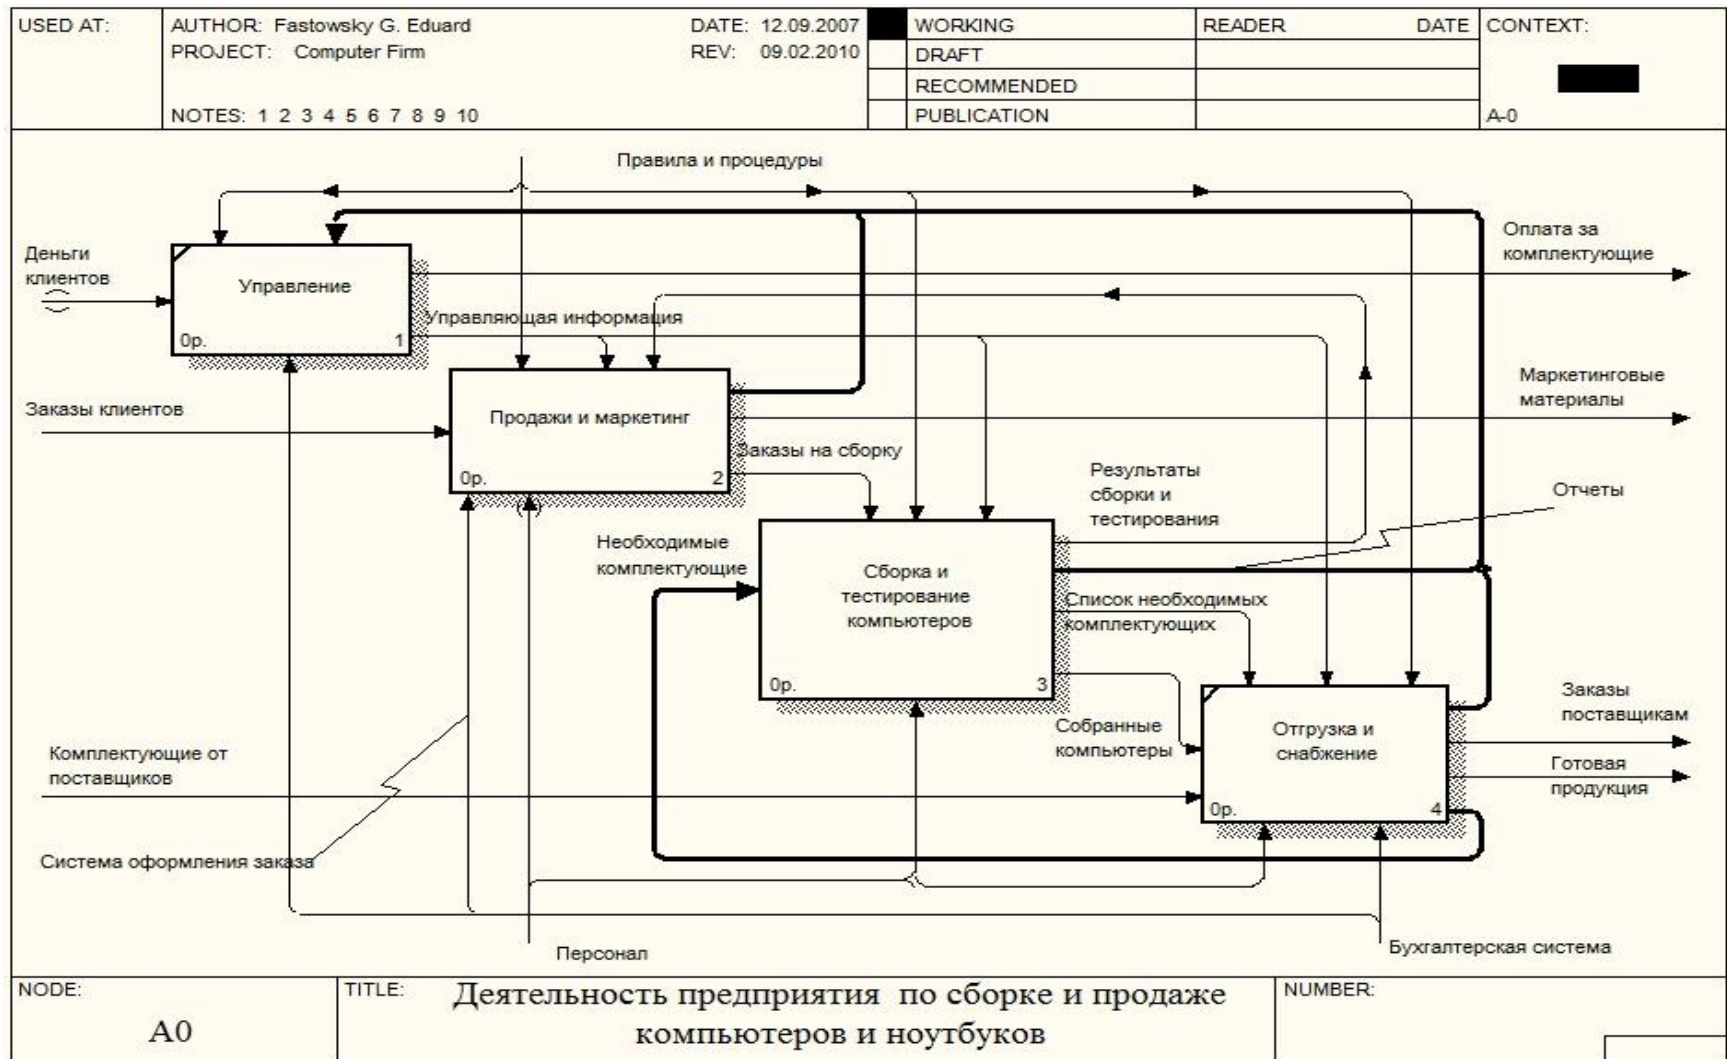 USED AT:
AUTHOR: Fastowsky G. Eduard
DATE: 12.09.2007
PROJECT: Computer Firm
REV: 09.02.2010
NOTES: 1 2 3 4 5 6 7 8 9 10
WORKING
DRAFT
RECOMMENDED
PUBLICATION
READER
DATE
CONTEXT:
A-0
Правила и процедуры
Деньги
клиентов
Управление
0р.
1
Оплата за
комплектующие
Управляющая информация
Заказы клиентов
Продажи и маркетинг
0р.
2
Маркетинговые
материалы
Заказы на сборку
Результаты
сборки и
тестирования
Отчеты
Необходимые
комплектующие
Сборка и
тестирование
компьютеров
0р.
3
Список необходимых
комплектующих
Собранные
компьютеры
Отгрузка и
снабжение
0р.
4
Заказы
поставщикам
Готовая
продукция
Комплектующие от
поставщиков
Система оформления заказа
Персонал
Бухгалтерская система
NODE:
A0
TITLE:
Деятельность предприятия по сборке и продаже
компьютеров и ноутбуков
NUMBER: